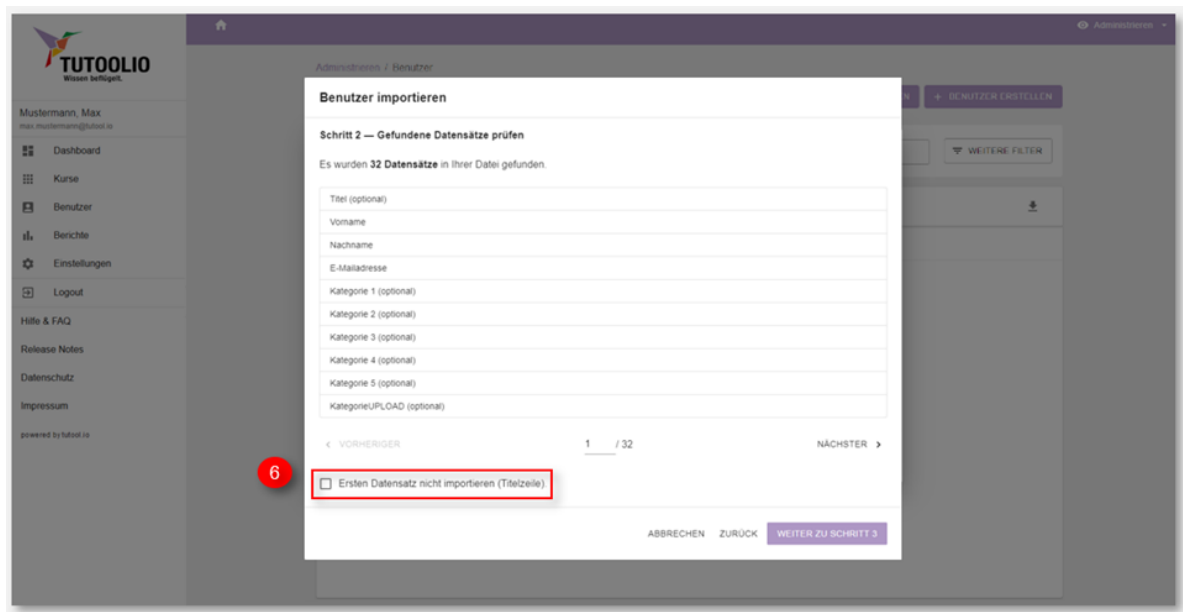 TUTOOLIO
Wissen beflügelt.
Administrieren
Mustermann, Max
max.mustermann@tutool.io
Dashboard
Kurse
Benutzer
Berichte
Einstellungen
Logout
Hilfe & FAQ
Release Notes
Datenschutz
Impressum
powered by tutool.io
Administrieren / Benutzer
+ BENUTZER ERSTELLEN
WEITERE FILTER
Benutzer importieren
Schritt 2 — Gefundene Datensätze prüfen
Es wurden 32 Datensätze in Ihrer Datei gefunden.
Titel (optional)
Vorname
Nachname
E-Mailadresse
Kategorie 1 (optional)
Kategorie 2 (optional)
Kategorie 3 (optional)
Kategorie 4 (optional)
Kategorie 5 (optional)
KategorieUPLOAD (optional)
< VORHERIGER 1 / 32 NÄCHSTER >
6
Ersten Datensatz nicht importieren (Titelzeile).
ABBRECHEN ZURÜCK WEITER ZU SCHRITT 3